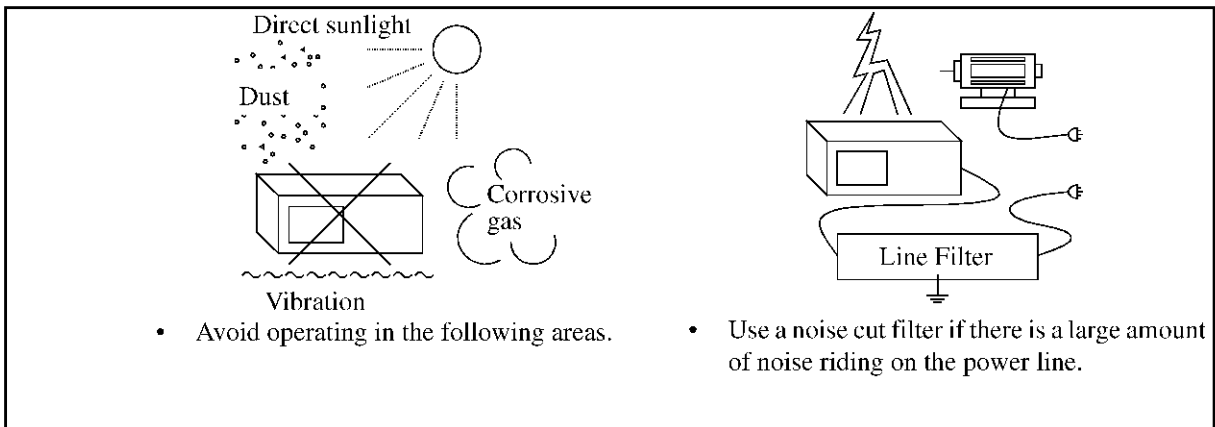 Direct sunlight
Dust
Corrosive
gas
Vibration
• Avoid operating in the following areas.
Line Filter
• Use a noise cut filter if there is a large amount
of noise riding on the power line.